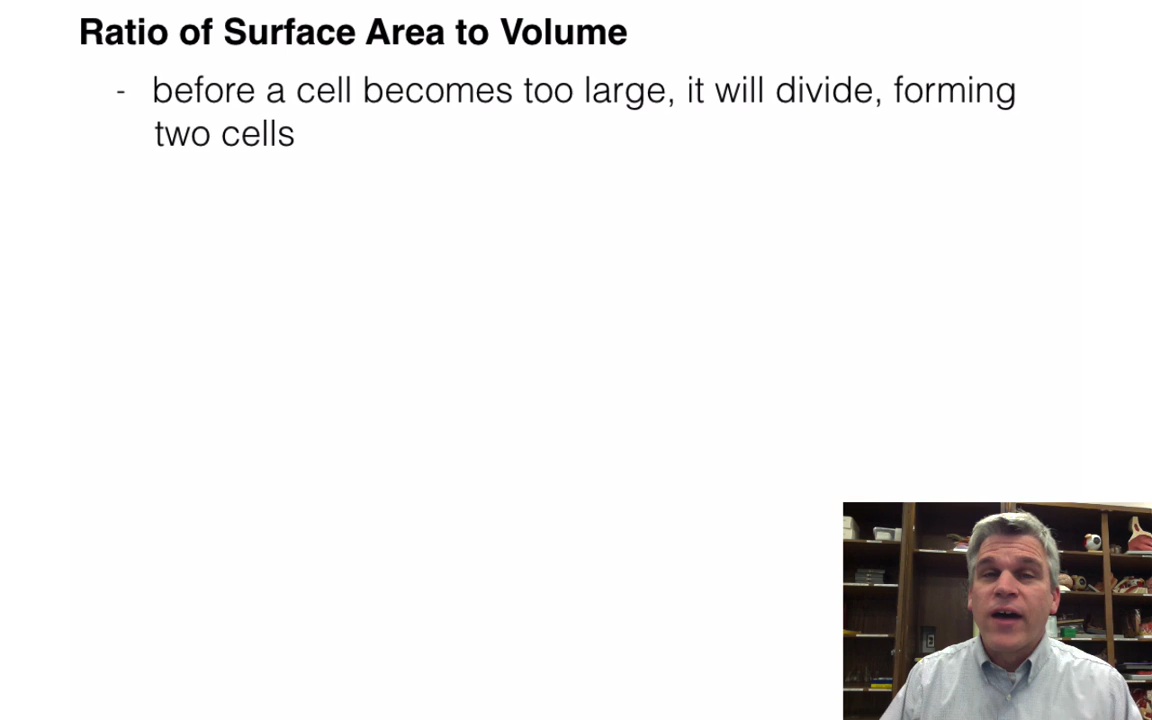 Ratio of Surface Area to Volume
- before a cell becomes too large, it will divide, forming
two cells